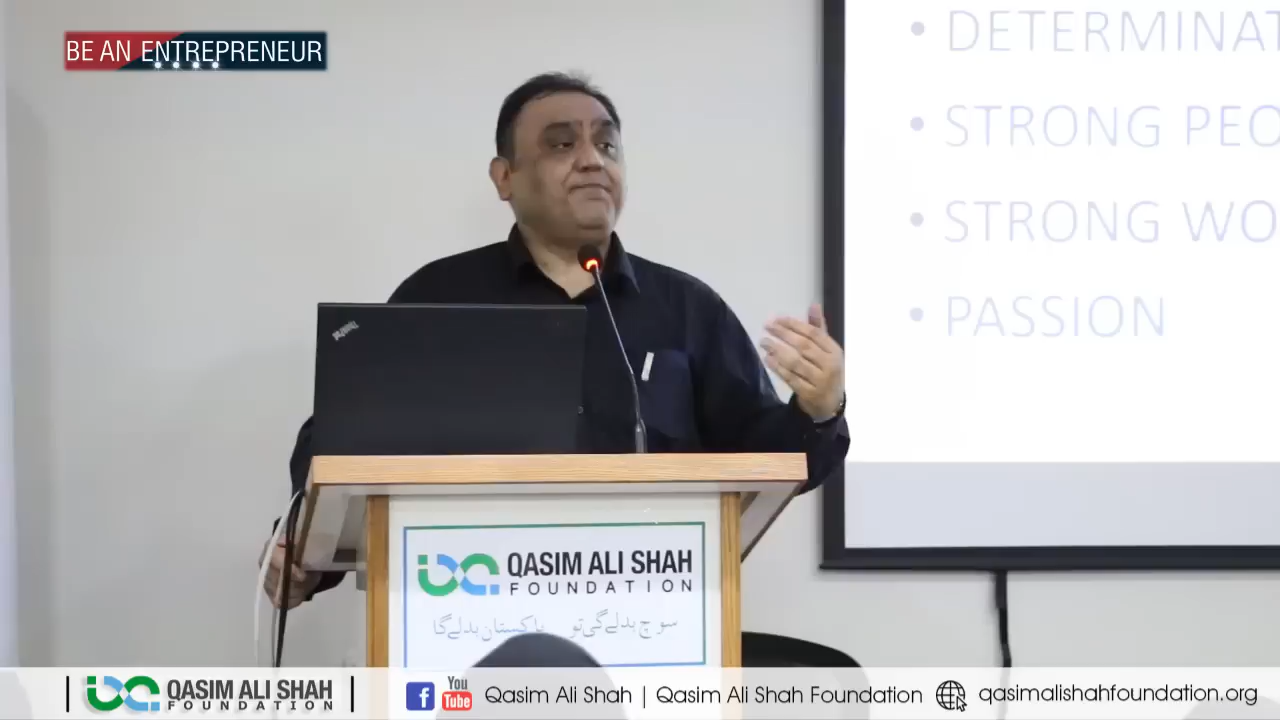 BE AN ENTREPRENEUR
• DETERMINAT
• STRONG PEO
• STRONG WO
• PASSION
ThinkPad
QASIM ALI SHAH
FOUNDATION
سوچ بدلے گی تو پاکستان بدلے گا
QASIM ALI SHAH
FOUNDATION
You Tube
Qasim Ali Shah | Qasim Ali Shah Foundation
qasimalishahfoundation.org